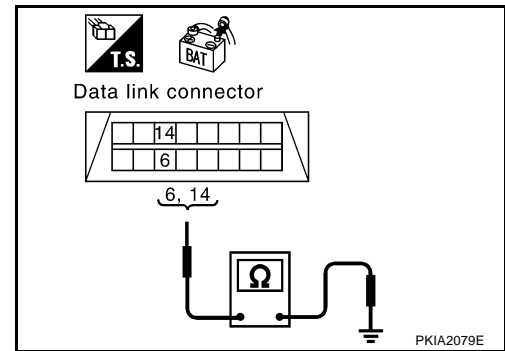 T.S.
BAT
Data link connector
14
6
6, 14
Ω
PKIA2079E